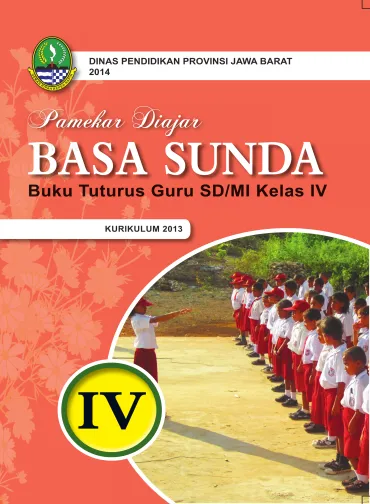 DINAS PENDIDIKAN PROVINSI JAWA BARAT
2014
Pamekar Diajar
BASA SUNDA
Buku Tuturus Guru SD/MI Kelas IV
KURIKULUM 2013
IV